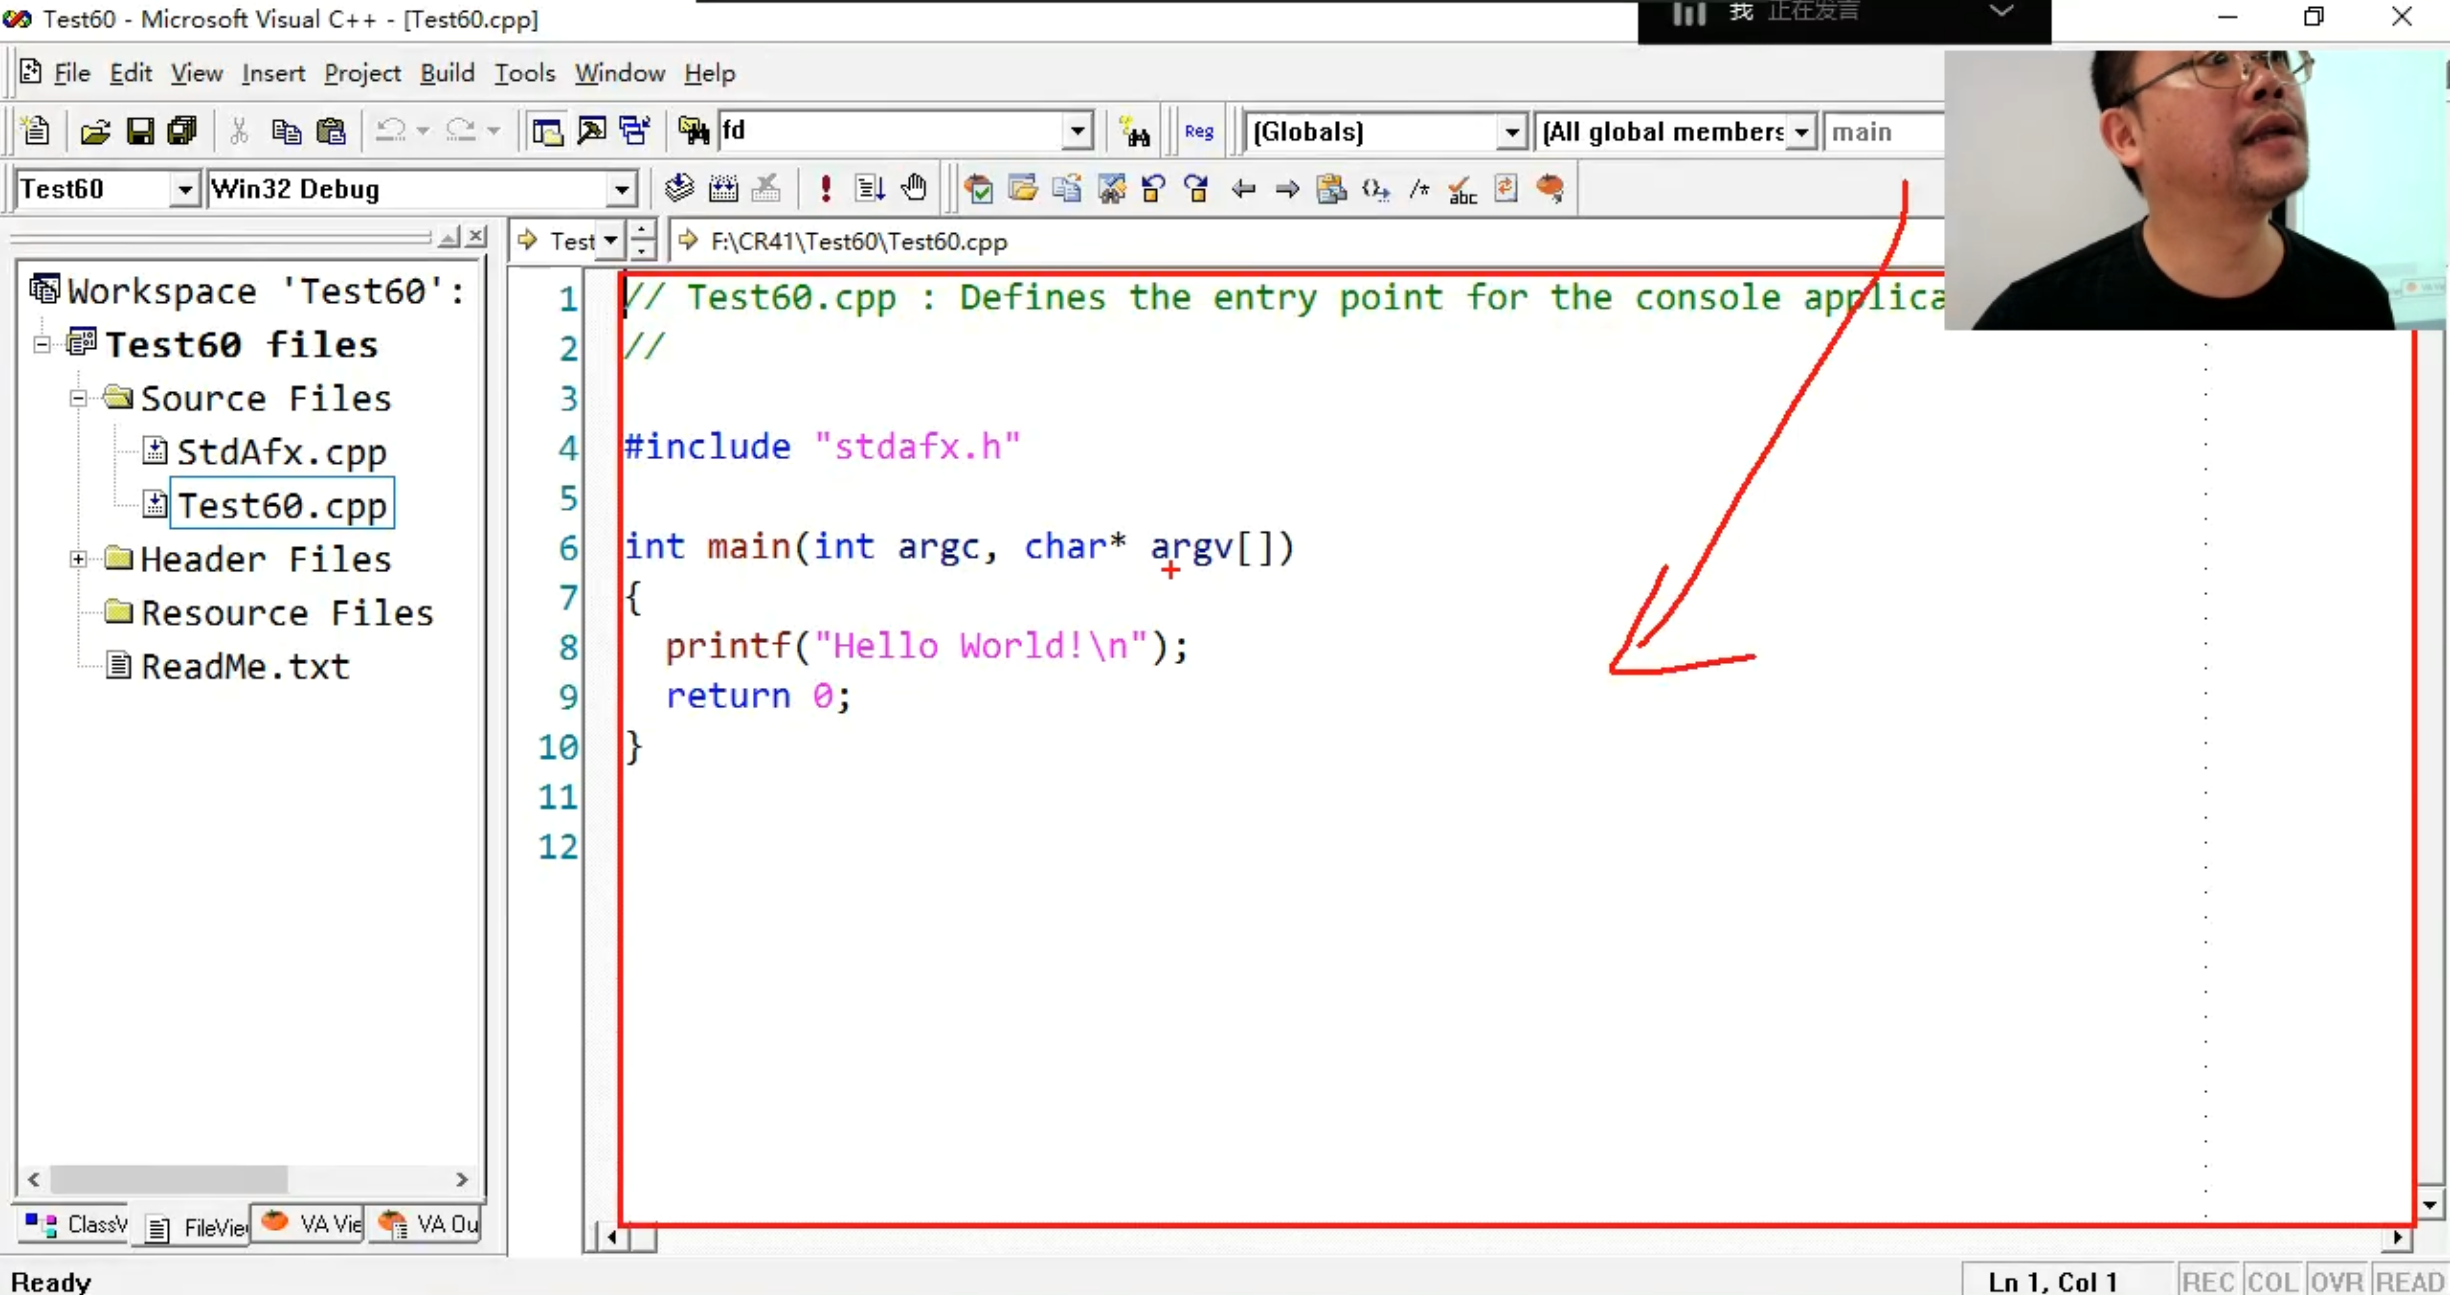 Test60 - Microsoft Visual C++ - [Test60.cpp]
我 正在发言
File Edit View Insert Project Build Tools Window Help
fd
Reg
(Globals)
(All global members
main
Test60
Win32 Debug
Test
F:\CR41\Test60\Test60.cpp
Workspace 'Test60':
Test60 files
Source Files
StdAfx.cpp
Test60.cpp
Header Files
Resource Files
ReadMe.txt
1 // Test60.cpp : Defines the entry point for the console applica
2 //
3
4 #include "stdafx.h"
5
6 int main(int argc, char* argv[])
7 {
8 printf("Hello World!\n");
9 return 0;
10 }
11
12
ClassV FileVie VA Vie VA Ou
Ready
Ln 1, Col 1 REC COL OVR READ